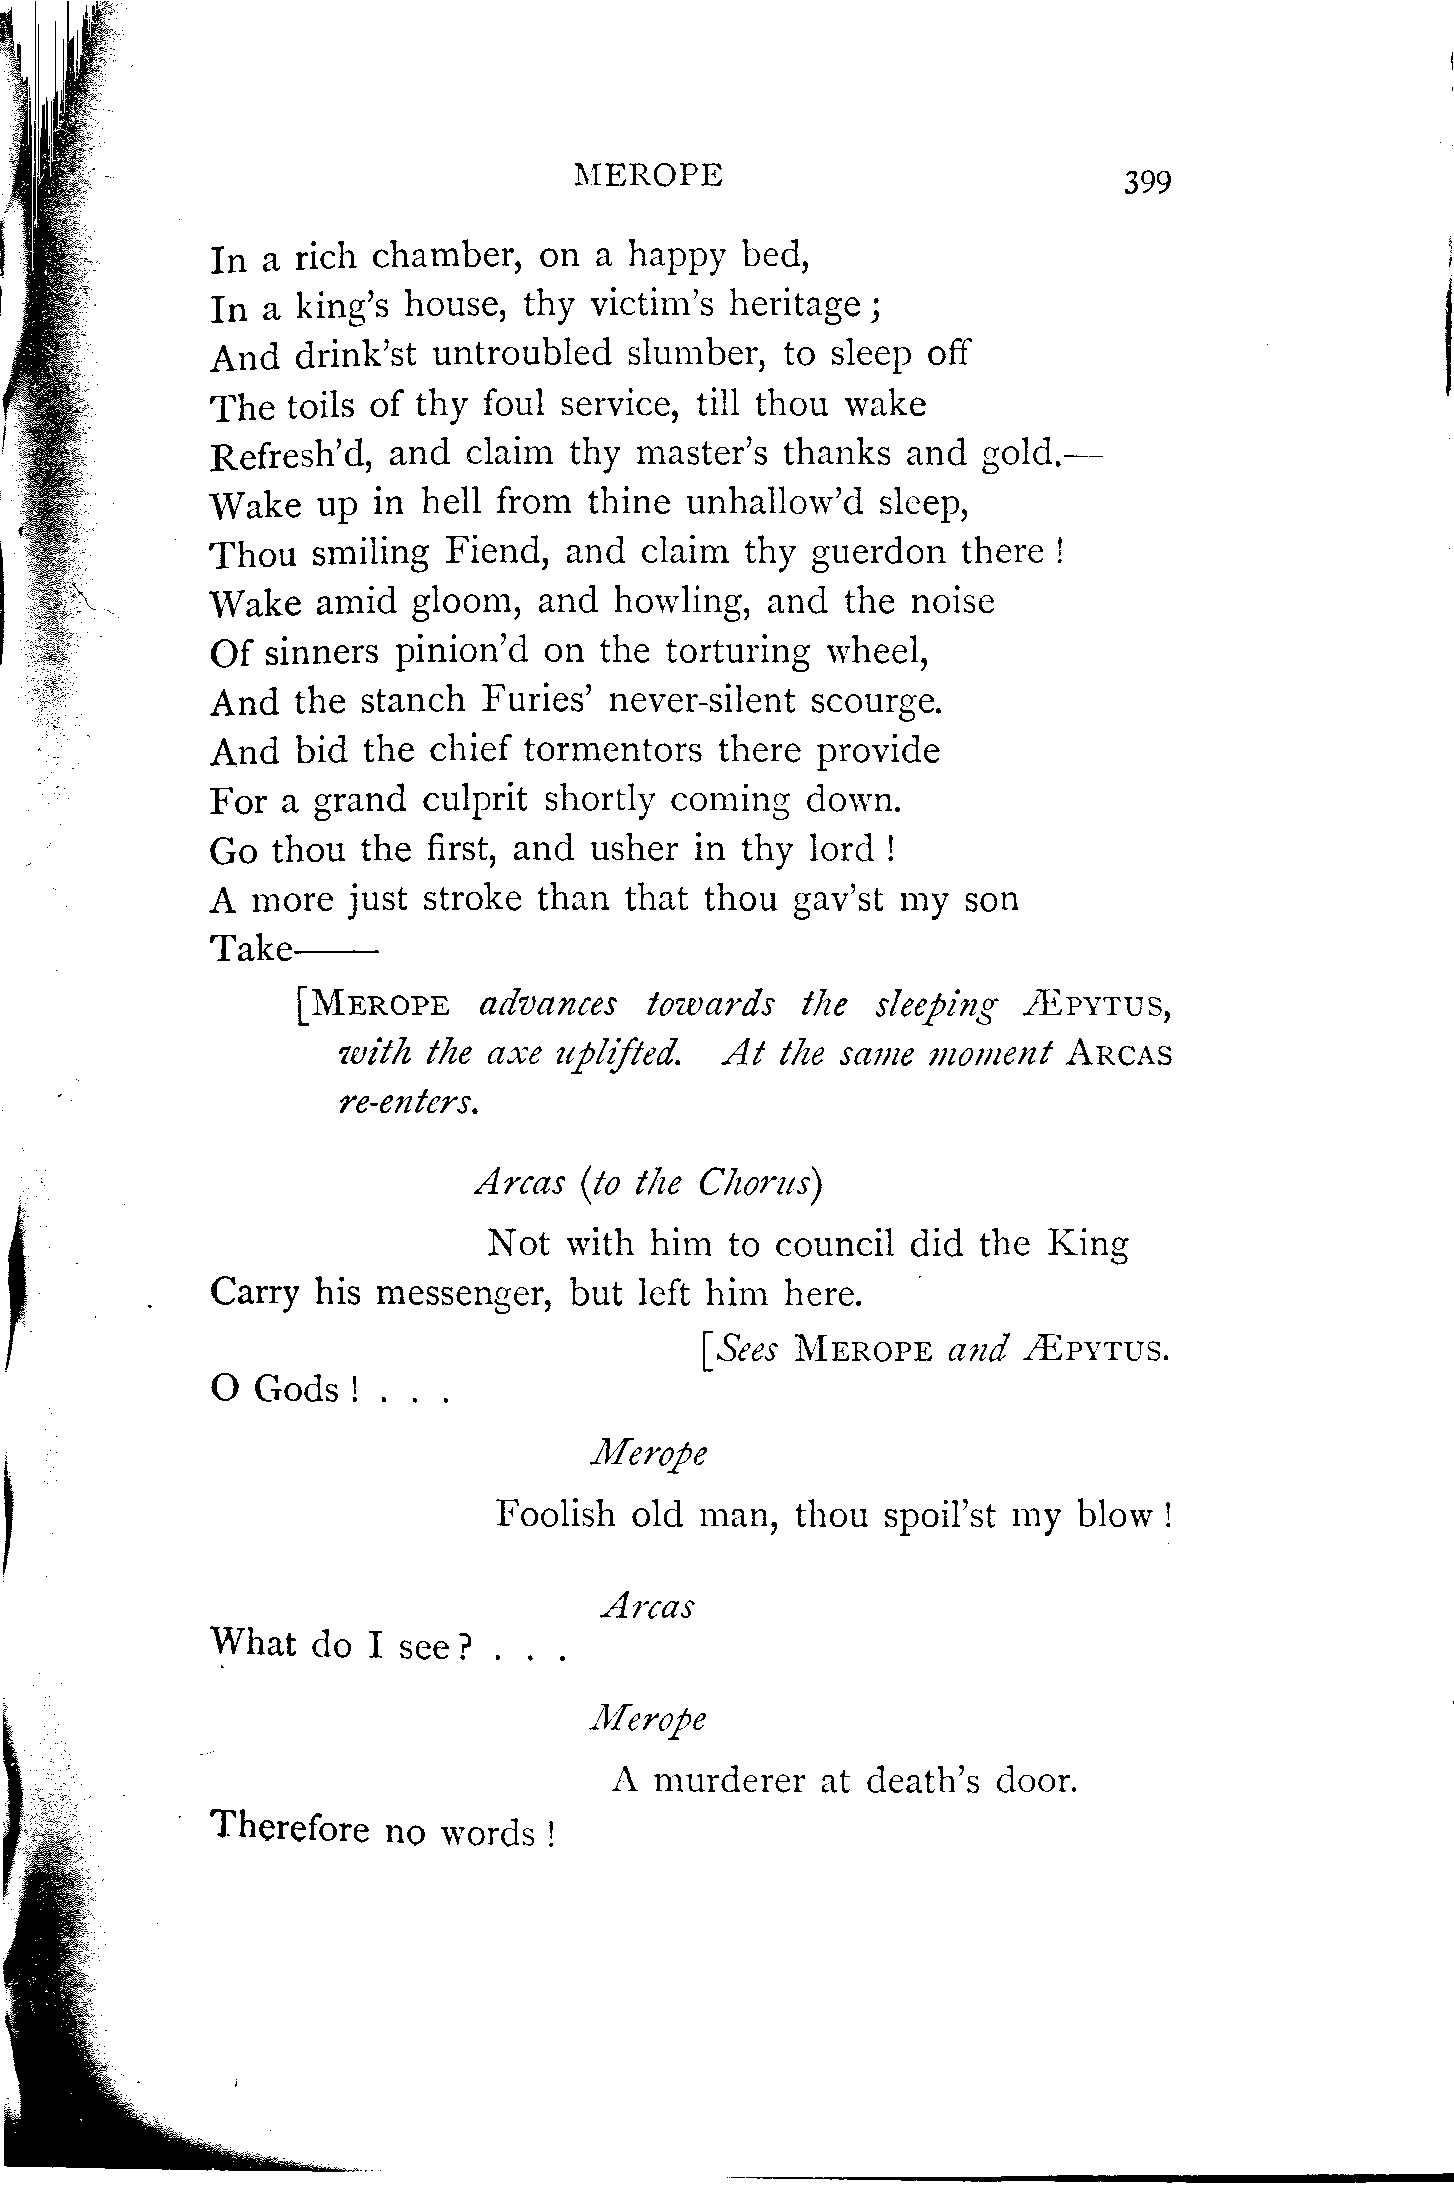 MEROPE 399
In a rich chamber, on a happy bed,
In a king's house, thy victim's heritage;
And drink'st untroubled slumber, to sleep off
The toils of thy foul service, till thou wake
Refresh'd, and claim thy master's thanks and gold.—
Wake up in hell from thine unhallow'd sleep,
Thou smiling Fiend, and claim thy guerdon there!
Wake amid gloom, and howling, and the noise
Of sinners pinion'd on the torturing wheel,
And the stanch Furies' never-silent scourge.
And bid the chief tormentors there provide
For a grand culprit shortly coming down.
Go thou the first, and usher in thy lord!
A more just stroke than that thou gav'st my son
Take——
[MEROPE advances towards the sleeping ÆPYTUS,
with the axe uplifted. At the same moment ARCAS
re-enters.
Arcas (to the Chorus)
Not with him to council did the King
Carry his messenger, but left him here.
[Sees MEROPE and ÆPYTUS.
O Gods! . . .
Merope
Foolish old man, thou spoil'st my blow!
Arcas
What do I see? . . .
Merope
A murderer at death's door.
Therefore no words!